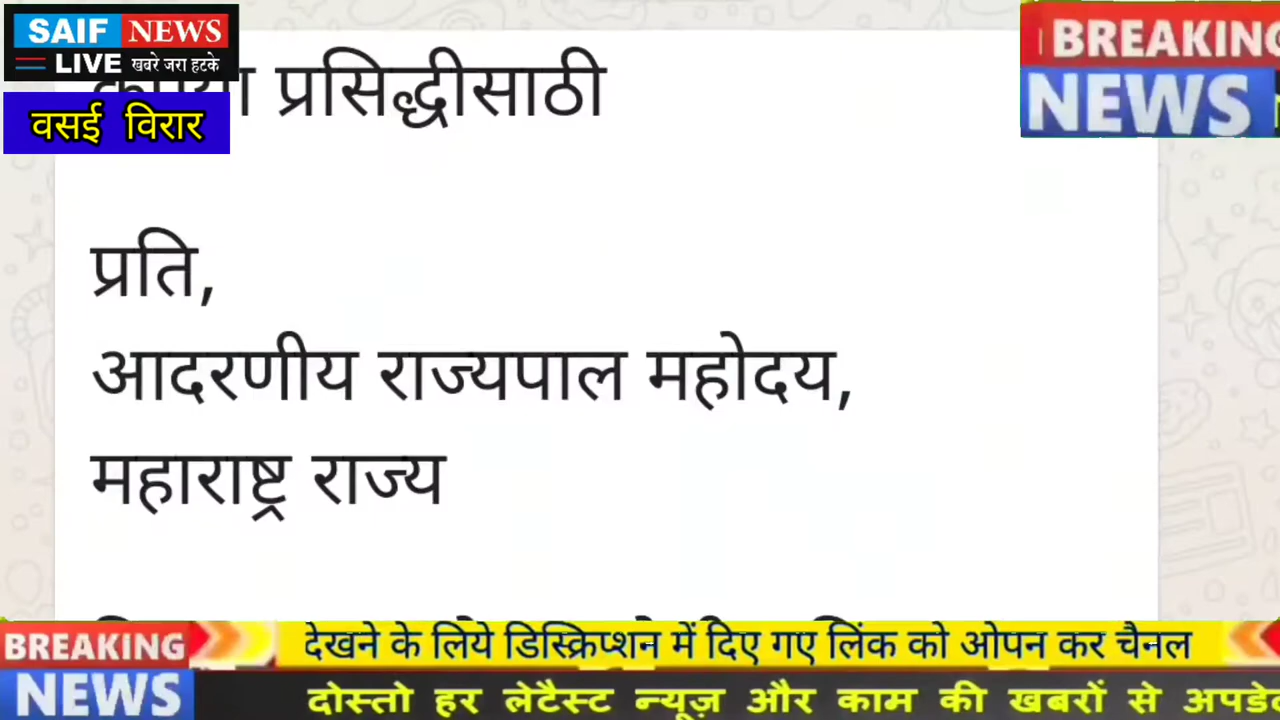 SAIF NEWS
LIVE खबरे जरा हटके
वसई विरार
BREAKING
NEWS
प्रसिद्धीसाठी
प्रति,
आदरणीय राज्यपाल महोदय,
महाराष्ट्र राज्य
BREAKING
NEWS
देखने के लिये डिस्क्रिप्शन में दिए गए लिंक को ओपन कर चैनल
दोस्तो हर लेटैस्ट न्यूज़ और काम की खबरों से